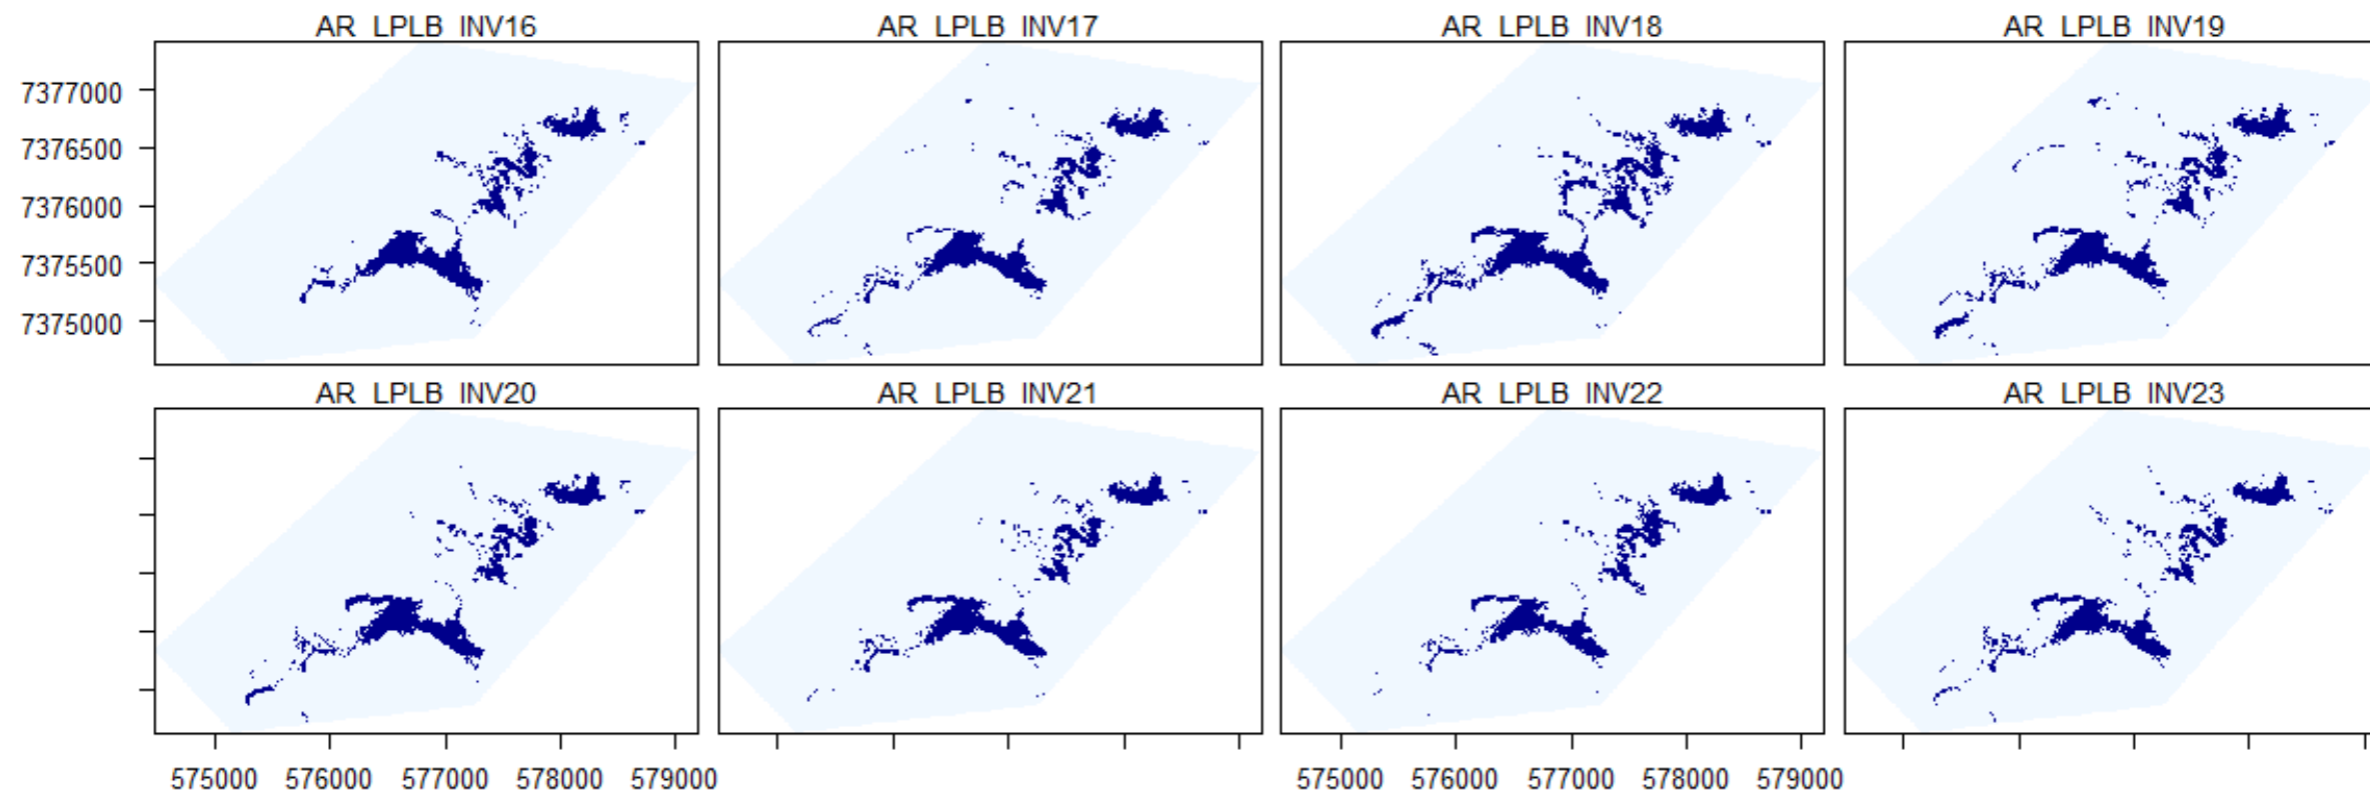 AR LPLB INV16 AR LPLB INV17 AR LPLB INV18 AR LPLB INV19
7377000
7376500
7376000
7375500
7375000
AR LPLB INV20 AR LPLB INV21 AR LPLB INV22 AR LPLB INV23
575000 576000 577000 578000 579000 575000 576000 577000 578000 579000